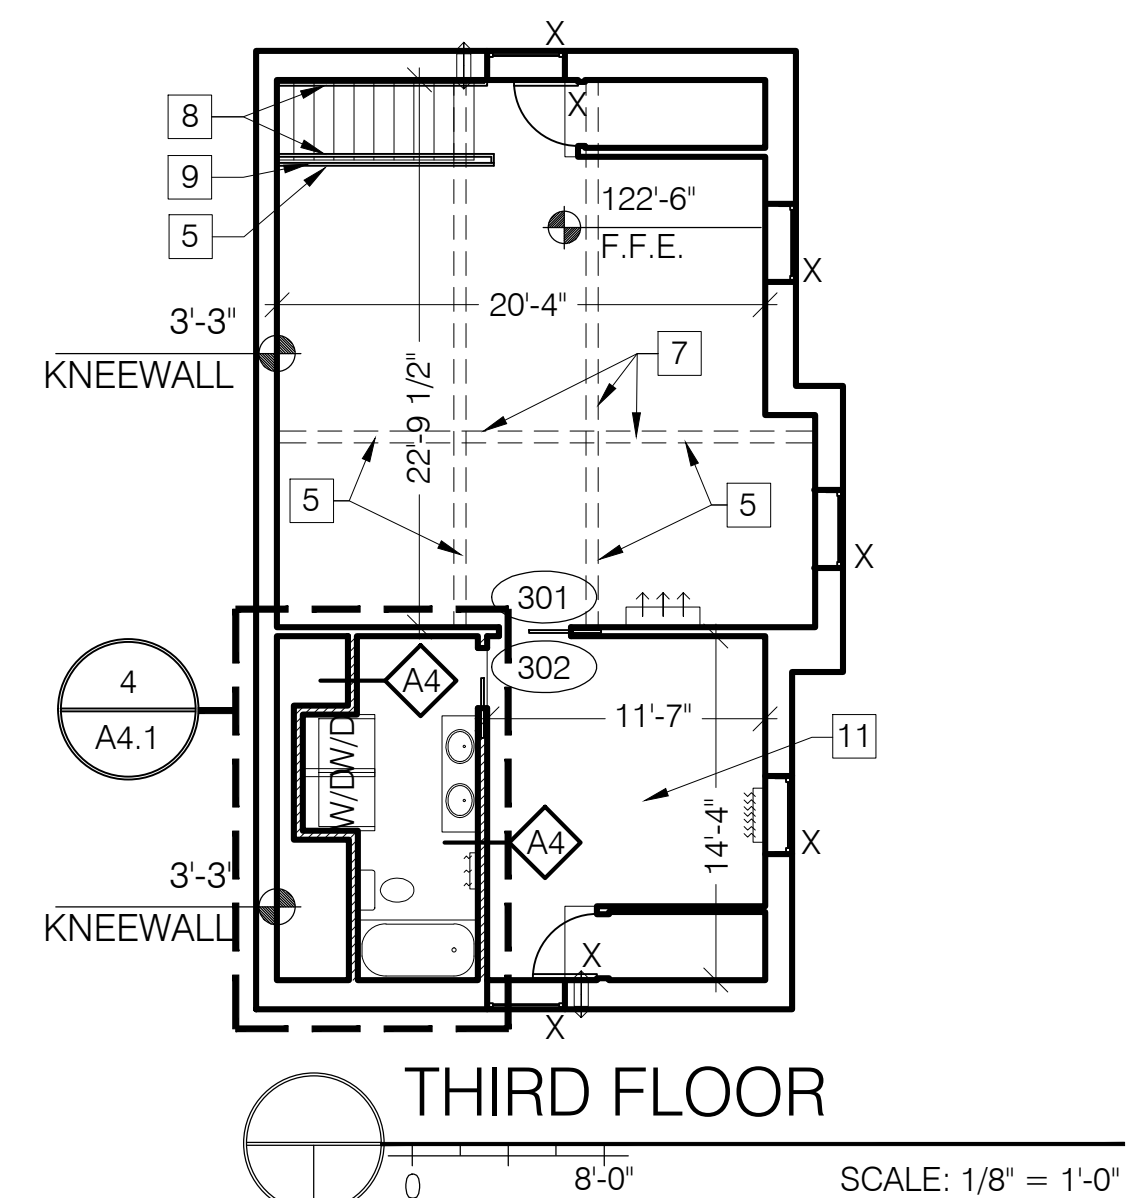 X
8
X
9
122'-6"
5
F.F.E.
X
20'-4"
3'-3"
7
KNEEWALL
22'-9 1/2"
5
5
X
301
302
4
A4
A4.1
11'-7"
11
W/D
W/D
14'-4"
A4
X
3'-3"
KNEEWALL
X
X
THIRD FLOOR
0
8'-0"
SCALE: 1/8" = 1'-0"